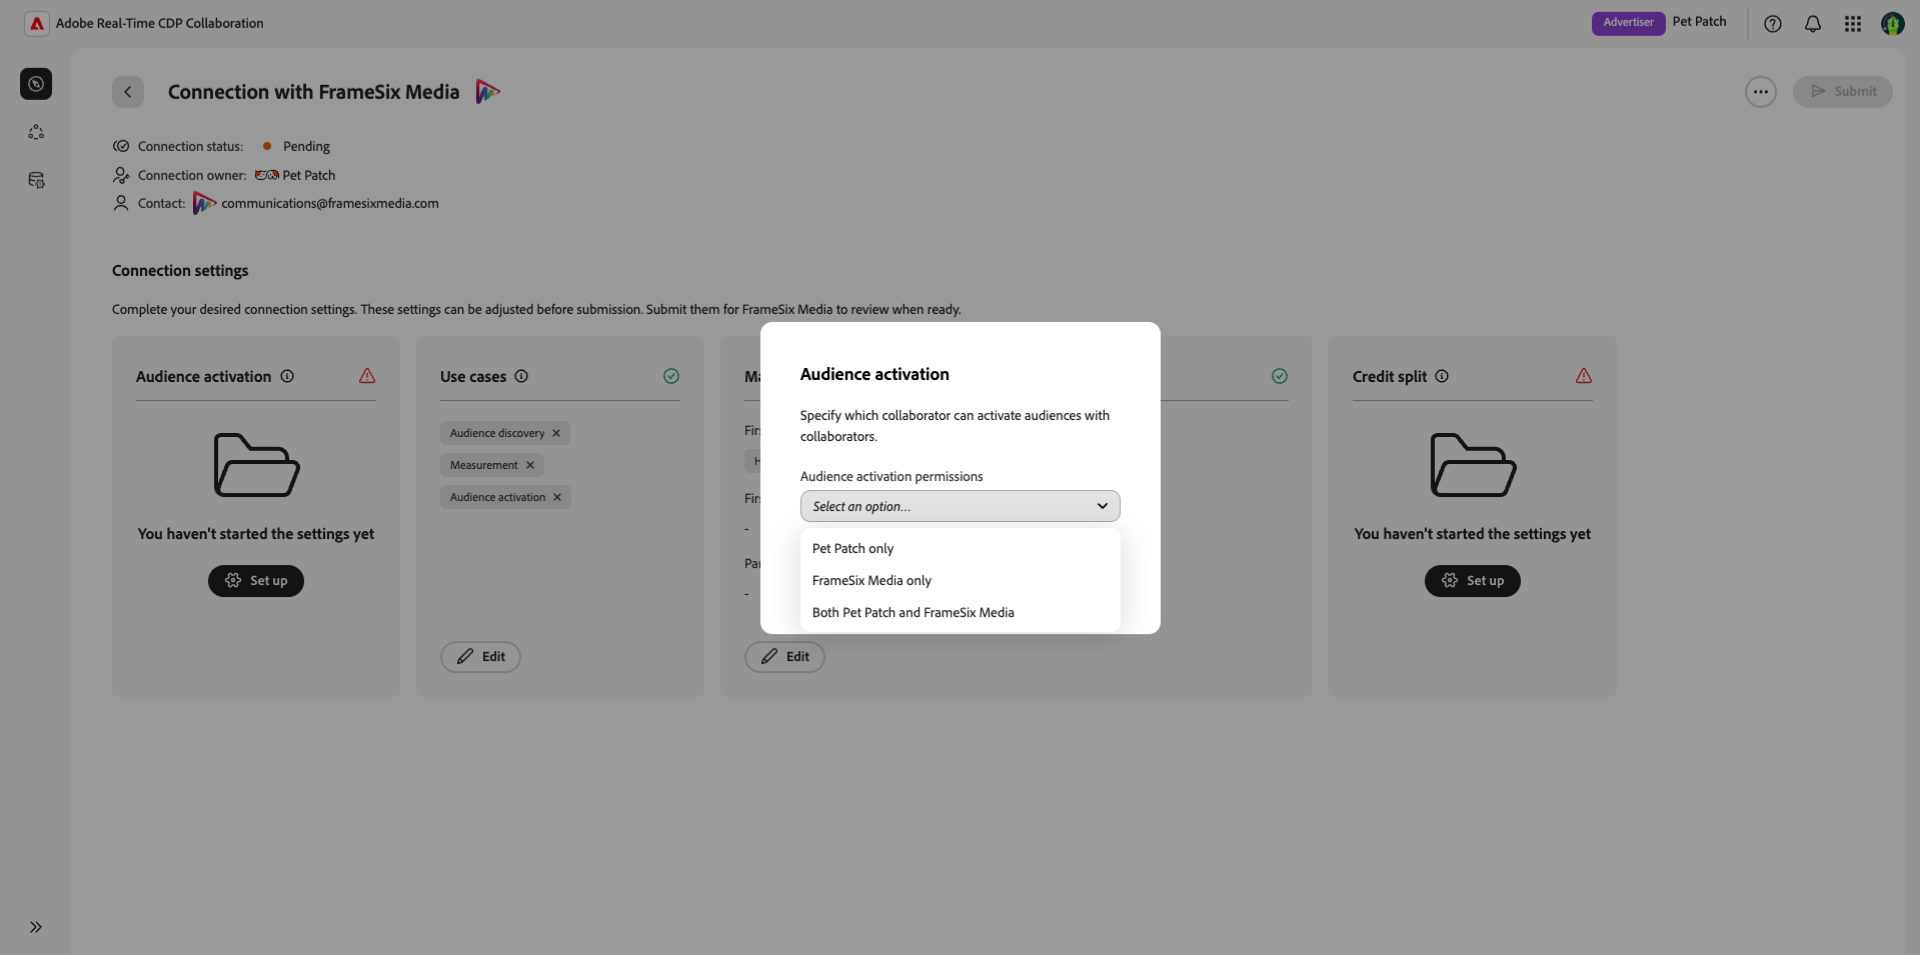 Adobe Real-Time CDP Collaboration
Advertiser Pet Patch
Connection with FrameSix Media
Submit
Connection status: Pending
Connection owner: Pet Patch
Contact: communications@framesixmedia.com
Connection settings
Complete your desired connection settings. These settings can be adjusted before submission. Submit them for FrameSix Media to review when ready.
Audience activation
You haven't started the settings yet
Set up
Use cases
Audience discovery
Measurement
Audience activation
Edit
Edit
Audience activation
Specify which collaborator can activate audiences with
collaborators.
Audience activation permissions
Select an option...
Pet Patch only
FrameSix Media only
Both Pet Patch and FrameSix Media
Credit split
You haven't started the settings yet
Set up